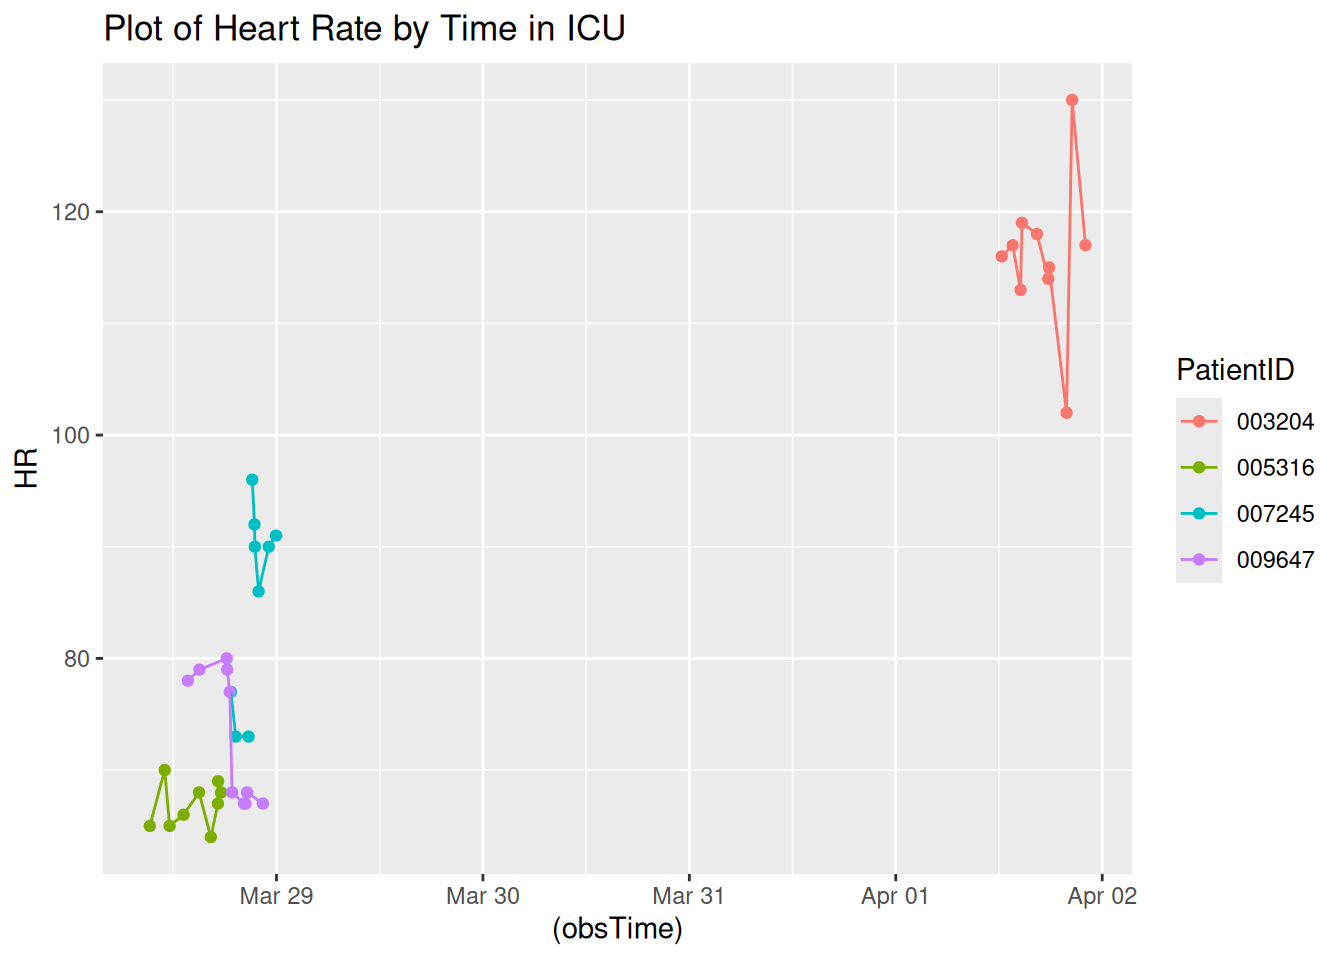 Plot of Heart Rate by Time in ICU
HR
120
100
80
Mar 29 Mar 30 Mar 31 Apr 01 Apr 02
(obsTime)
PatientID
003204
005316
007245
009647